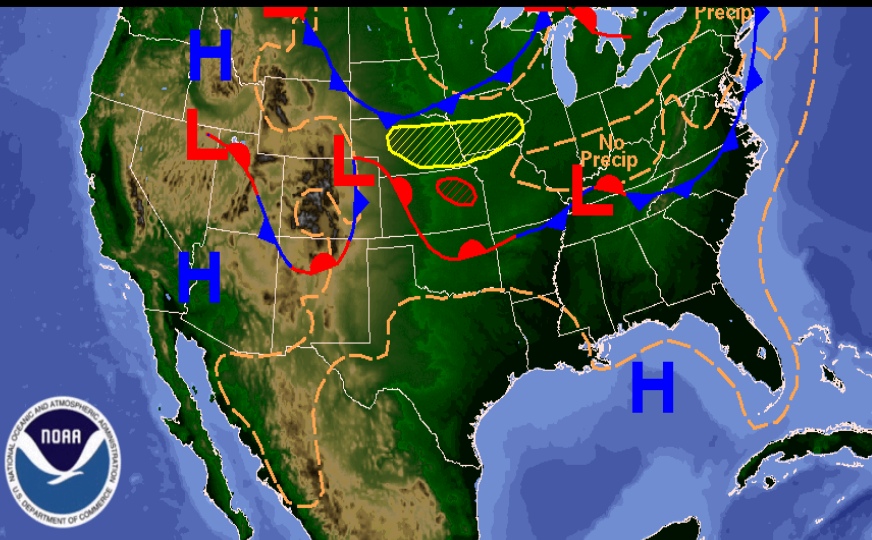 Precip
H
L
L
No
Precip
L
H
H
NATIONAL OCEANIC AND ATMOSPHERIC ADMINISTRATION
NOAA
U.S. DEPARTMENT OF COMMERCE